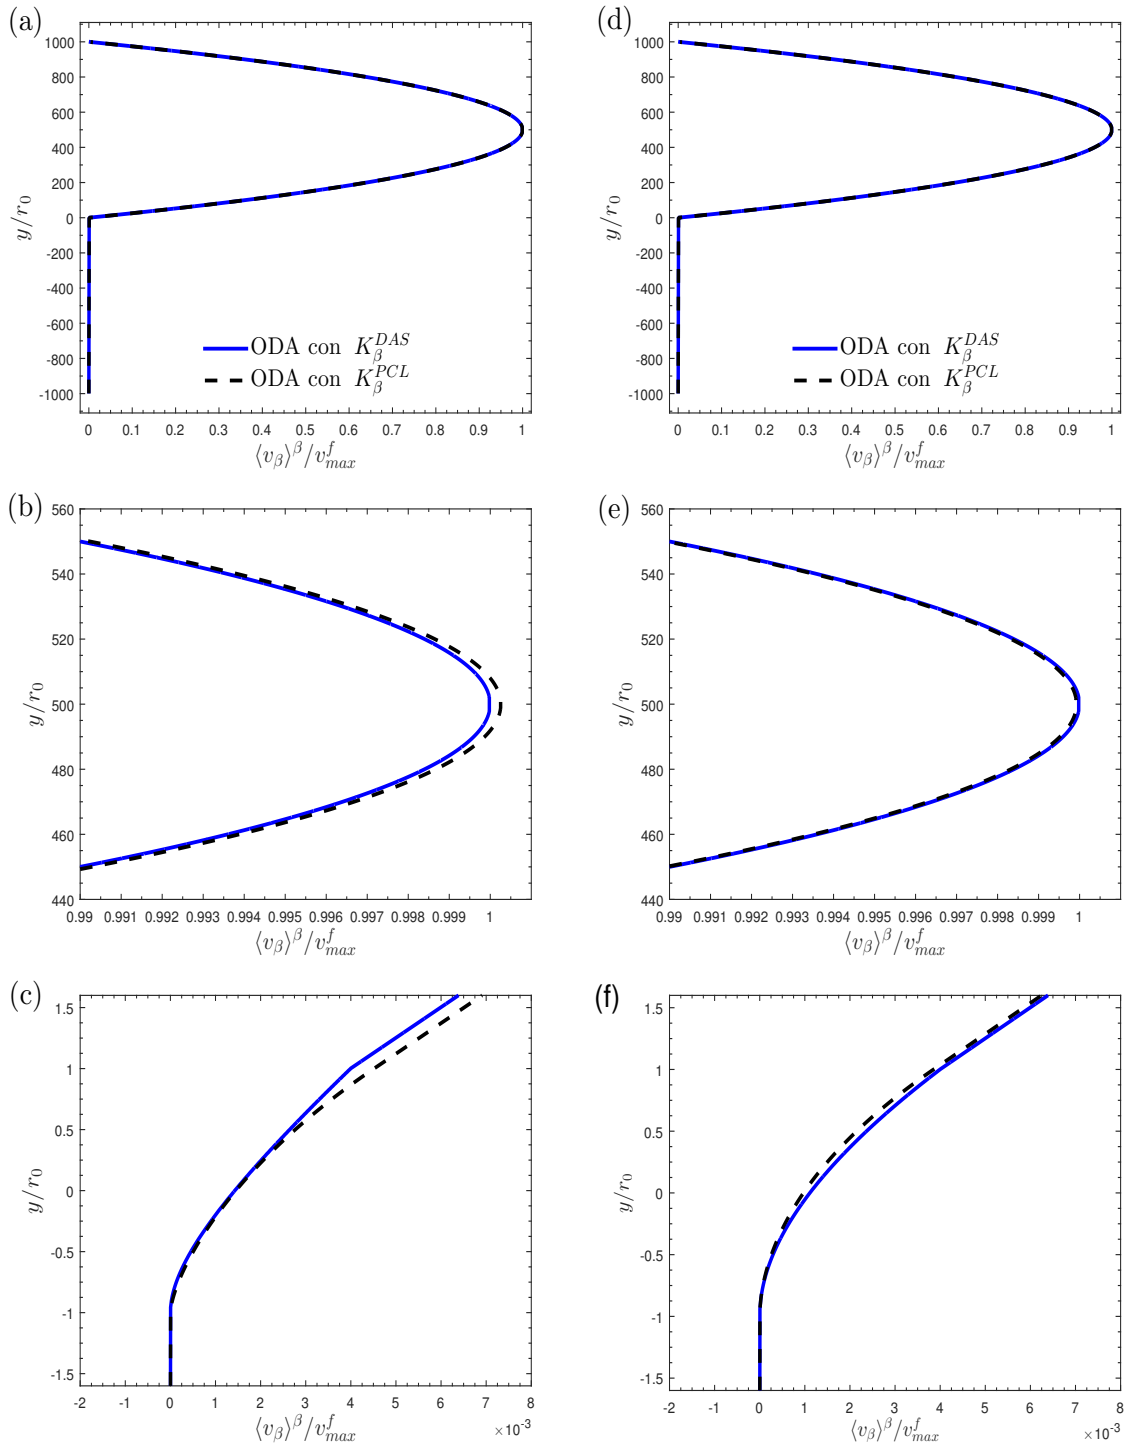 (a)
1000
800
600
400
200
0
-200
-400
-600
-800
-1000
y/r₀
ODA con K_β^{DAS}
ODA con K_β^{PCL}
0 0.1 0.2 0.3 0.4 0.5 0.6 0.7 0.8 0.9 1
⟨v_β⟩^β/v_{max}^f
(d)
1000
800
600
400
200
0
-200
-400
-600
-800
-1000
y/r₀
ODA con K_β^{DAS}
ODA con K_β^{PCL}
0 0.1 0.2 0.3 0.4 0.5 0.6 0.7 0.8 0.9 1
⟨v_β⟩^β/v_{max}^f
(b)
560
540
520
500
480
460
440
y/r₀
0.99 0.991 0.992 0.993 0.994 0.995 0.996 0.997 0.998 0.999 1
⟨v_β⟩^β/v_{max}^f
(e)
560
540
520
500
480
460
440
y/r₀
0.99 0.991 0.992 0.993 0.994 0.995 0.996 0.997 0.998 0.999 1
⟨v_β⟩^β/v_{max}^f
(c)
1.5
1
0.5
0
-0.5
-1
-1.5
y/r₀
-2 -1 0 1 2 3 4 5 6 7 8
⟨v_β⟩^β/v_{max}^f
×10⁻³
(f)
1.5
1
0.5
0
-0.5
-1
-1.5
y/r₀
-2 -1 0 1 2 3 4 5 6 7 8
⟨v_β⟩^β/v_{max}^f
×10⁻³